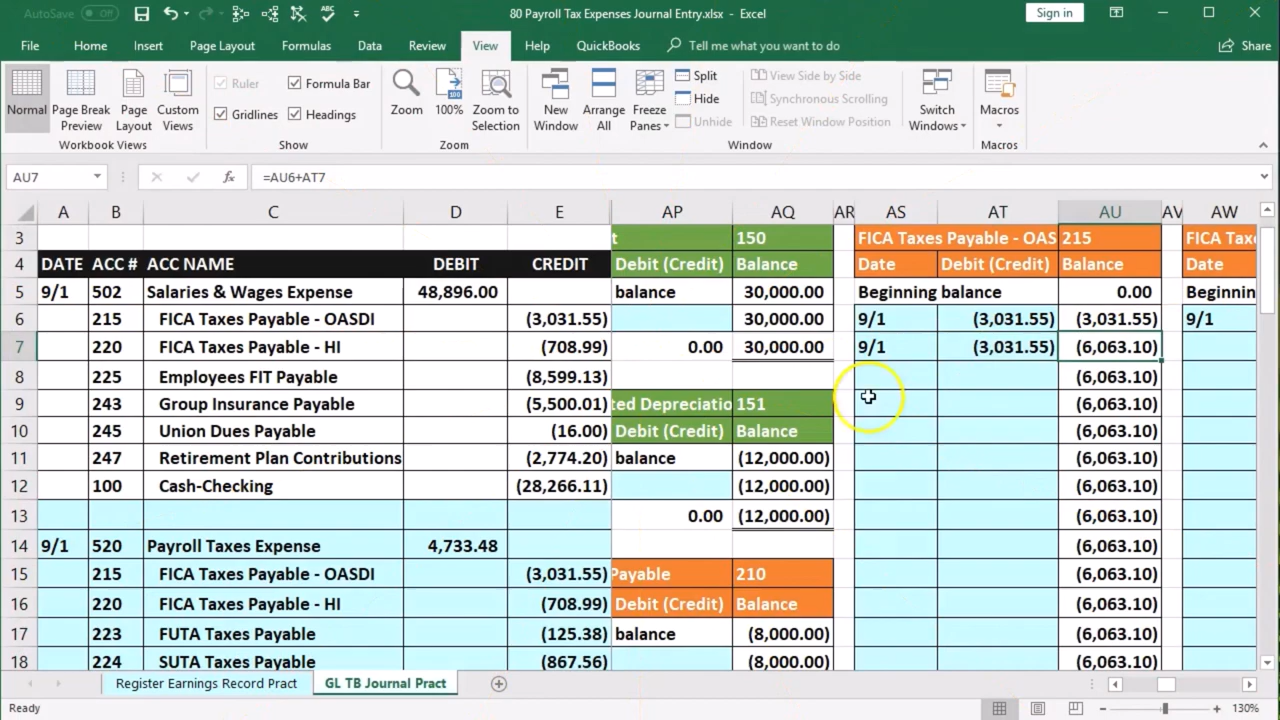 AutoSave Off 80 Payroll Tax Expenses Journal Entry.xlsx - Excel Sign in
File Home Insert Page Layout Formulas Data Review View Help QuickBooks Tell me what you want to do Share
Normal Page Break Preview Page Layout Custom Views
Workbook Views
Ruler Formula Bar
Gridlines Headings
Show
Zoom 100% Zoom to Selection
Zoom
New Window Arrange All Freeze Panes
Split View Side by Side
Hide Synchronous Scrolling
Unhide Reset Window Position
Switch Windows
Window
Macros
Macros
AU7 fx =AU6+AT7
A B C D E AP AQ AR AS AT AU AV AW
3 t 150 FICA Taxes Payable - OAS 215 FICA Tax
4 DATE ACC # ACC NAME DEBIT CREDIT Debit (Credit) Balance Date Debit (Credit) Balance Date
5 9/1 502 Salaries & Wages Expense 48,896.00 balance 30,000.00 Beginning balance 0.00 Beginnin
6 215 FICA Taxes Payable - OASDI (3,031.55) 30,000.00 9/1 (3,031.55) (3,031.55) 9/1
7 220 FICA Taxes Payable - HI (708.99) 0.00 30,000.00 9/1 (3,031.55) (6,063.10)
8 225 Employees FIT Payable (8,599.13) (6,063.10)
9 243 Group Insurance Payable (5,500.01) ted Depreciatio 151 (6,063.10)
10 245 Union Dues Payable (16.00) Debit (Credit) Balance (6,063.10)
11 247 Retirement Plan Contributions (2,774.20) balance (12,000.00) (6,063.10)
12 100 Cash-Checking (28,266.11) (12,000.00) (6,063.10)
13 0.00 (12,000.00) (6,063.10)
14 9/1 520 Payroll Taxes Expense 4,733.48 (6,063.10)
15 215 FICA Taxes Payable - OASDI (3,031.55) Payable 210 (6,063.10)
16 220 FICA Taxes Payable - HI (708.99) Debit (Credit) Balance (6,063.10)
17 223 FUTA Taxes Payable (125.38) balance (8,000.00) (6,063.10)
18 224 SUTA Taxes Payable (867.56) (8,000.00) (6,063.10)
Register Earnings Record Pract GL TB Journal Pract
Ready 130%